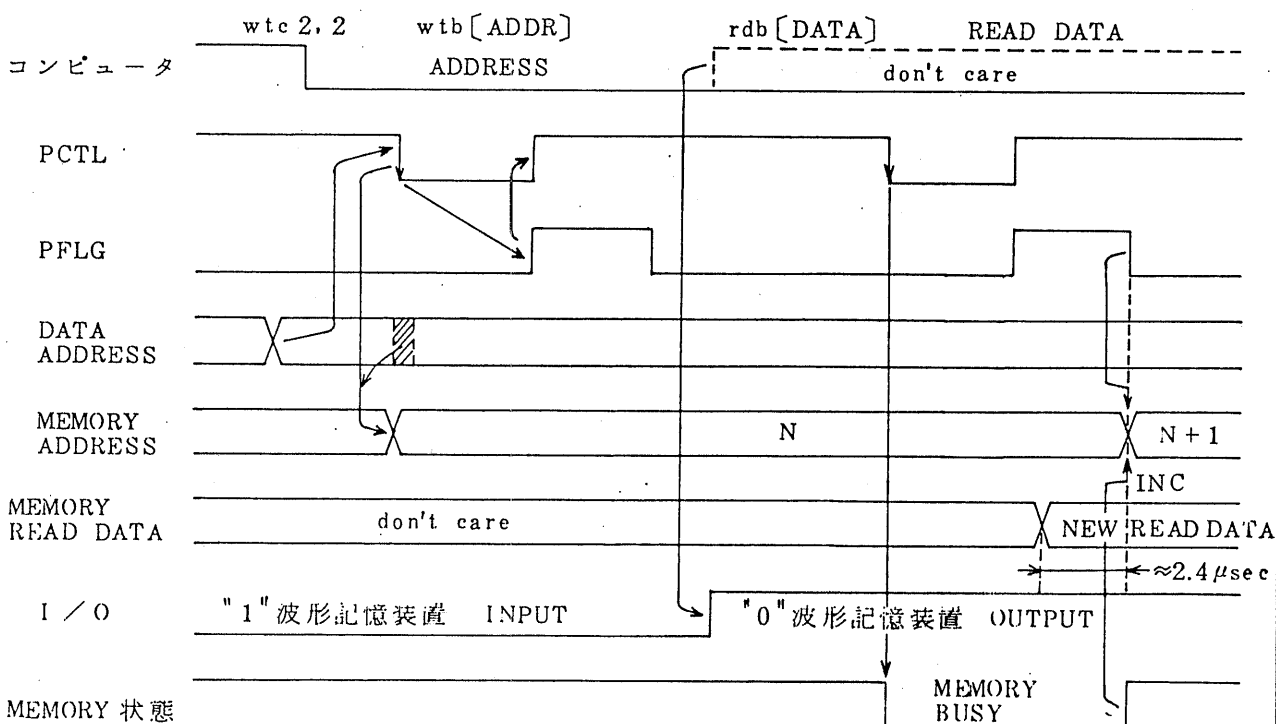 wtc 2, 2 wtb〔ADDR〕 rdb〔DATA〕 READ DATA
コンピュータ ADDRESS don't care
PCTL
PFLG
DATA
ADDRESS
MEMORY
ADDRESS
N N+1
INC
MEMORY
READ DATA
don't care NEW READ DATA
≈2.4μsec
I/O "1"波形記憶装置 INPUT "0"波形記憶装置 OUTPUT
MEMORY 状態 MEMORY
BUSY